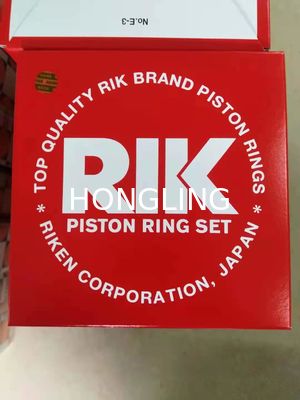 No.E-3
* TOP QUALITY RIK BRAND PISTON RINGS *
RIK
HONGLING
PISTON RING SET
RIKEN CORPORATION, JAPAN